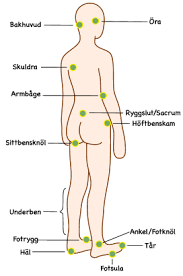 Bakhuvud
Öra
Skuldra
Armbåge
Ryggslut/Sacrum
Höftbenskam
Sittbensknöl
Underben
Fotrygg
Ankel/Fotknöl
Häl
Tår
Fotsula